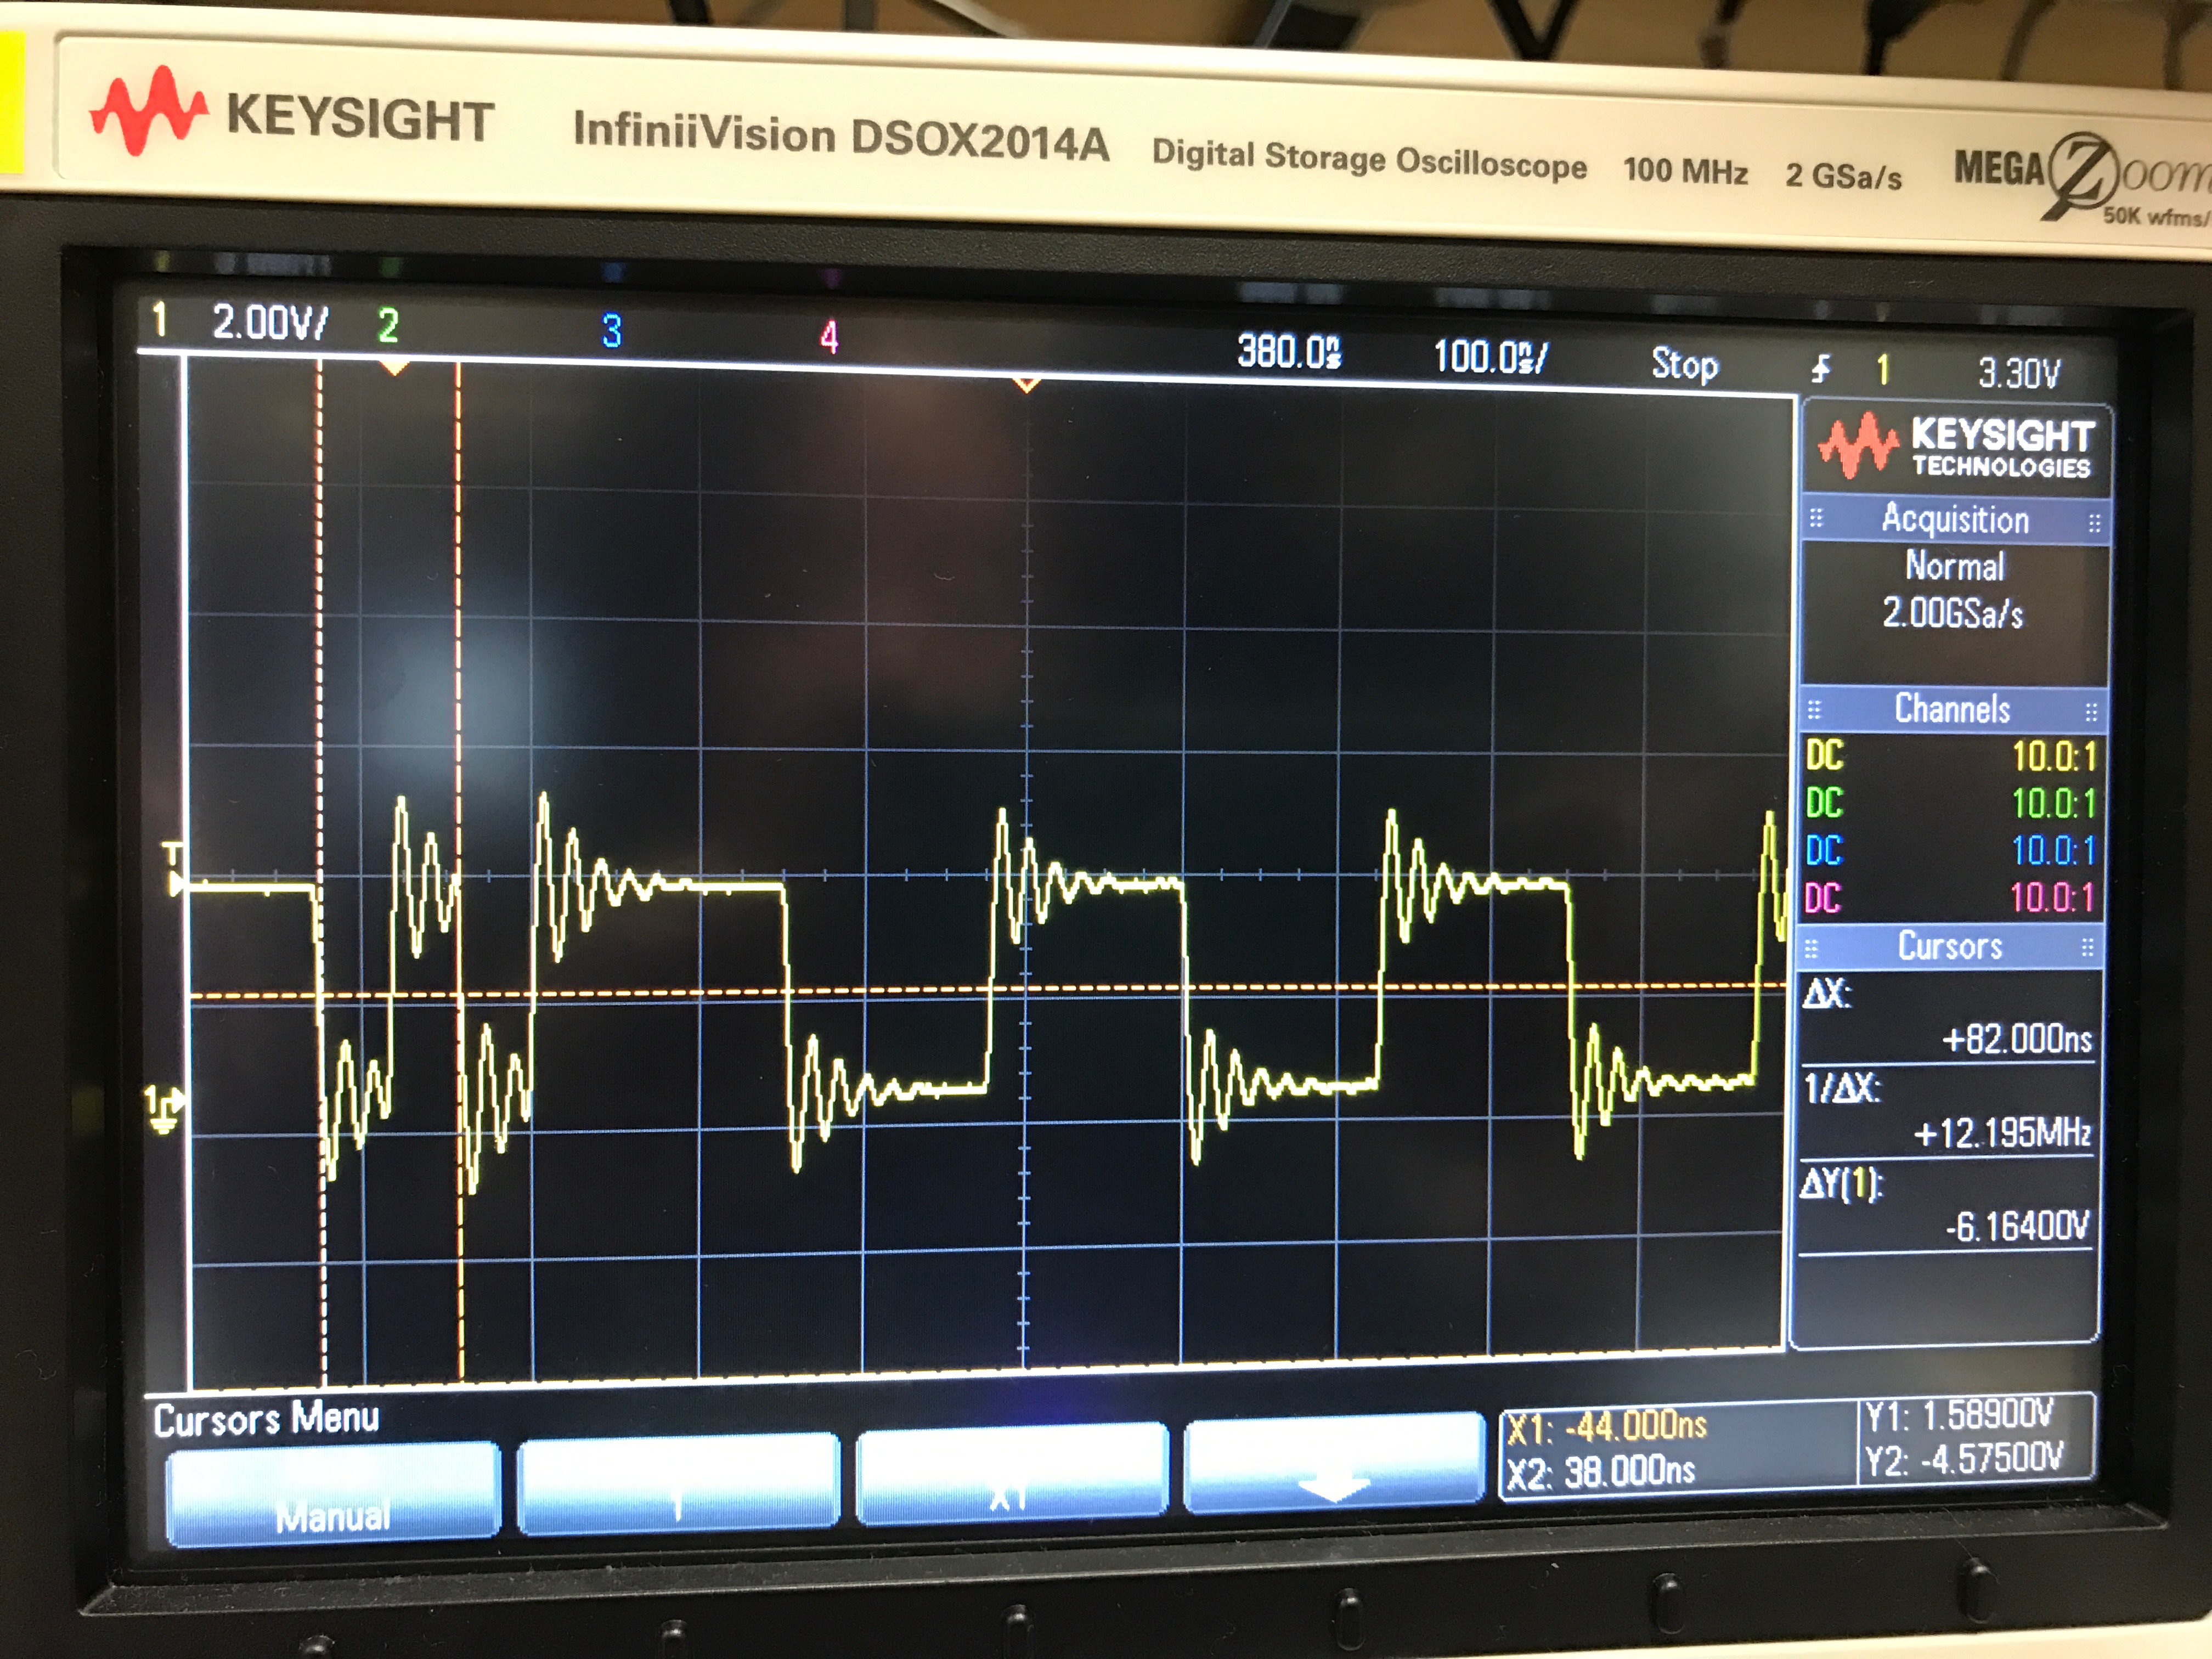 KEYSIGHT InfiniiVision DSOX2014A Digital Storage Oscilloscope 100 MHz 2 GSa/s MEGA Zoom
50K wfms/
1 2.00V/ 2 3 4 380.0ns 100.0ns/ Stop 1 3.30V
KEYSIGHT
TECHNOLOGIES
Acquisition
Normal
2.00GSa/s
Channels
DC 10.0:1
DC 10.0:1
DC 10.0:1
DC 10.0:1
Cursors
ΔX:
+82.000ns
1/ΔX:
+12.195MHz
ΔY(1):
-6.16400V
T
1
Cursors Menu
Manual
X1
X1: -44.000ns Y1: 1.58900V
X2: 38.000ns Y2: -4.57500V